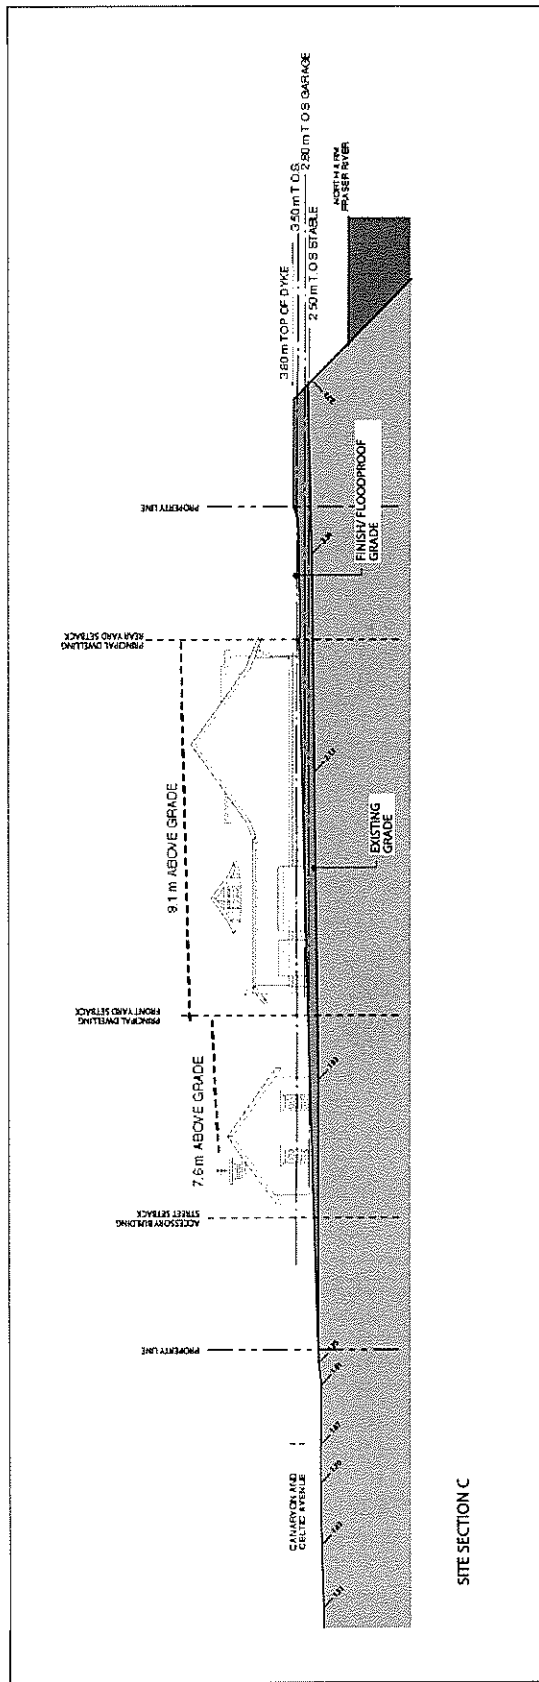 SITE SECTION C
CANARYON AND
CELTIC AVENUE
PROPERTY LINE
ACCESSORY BUILDING
STREET SETBACK
7.6 m ABOVE GRADE
PRINCIPAL DWELLING
FRONT YARD SETBACK
9.1 m ABOVE GRADE
PRINCIPAL DWELLING
REAR YARD SETBACK
PROPERTY LINE
EXISTING
GRADE
FINISH/ FLOODPROOF
GRADE
3.80 m TOP OF DYKE
3.50 m T.O.S.
2.80 m T.O.S GARAGE
2.50 m T.O.S STABLE
NORTH ARM
FRASER RIVER